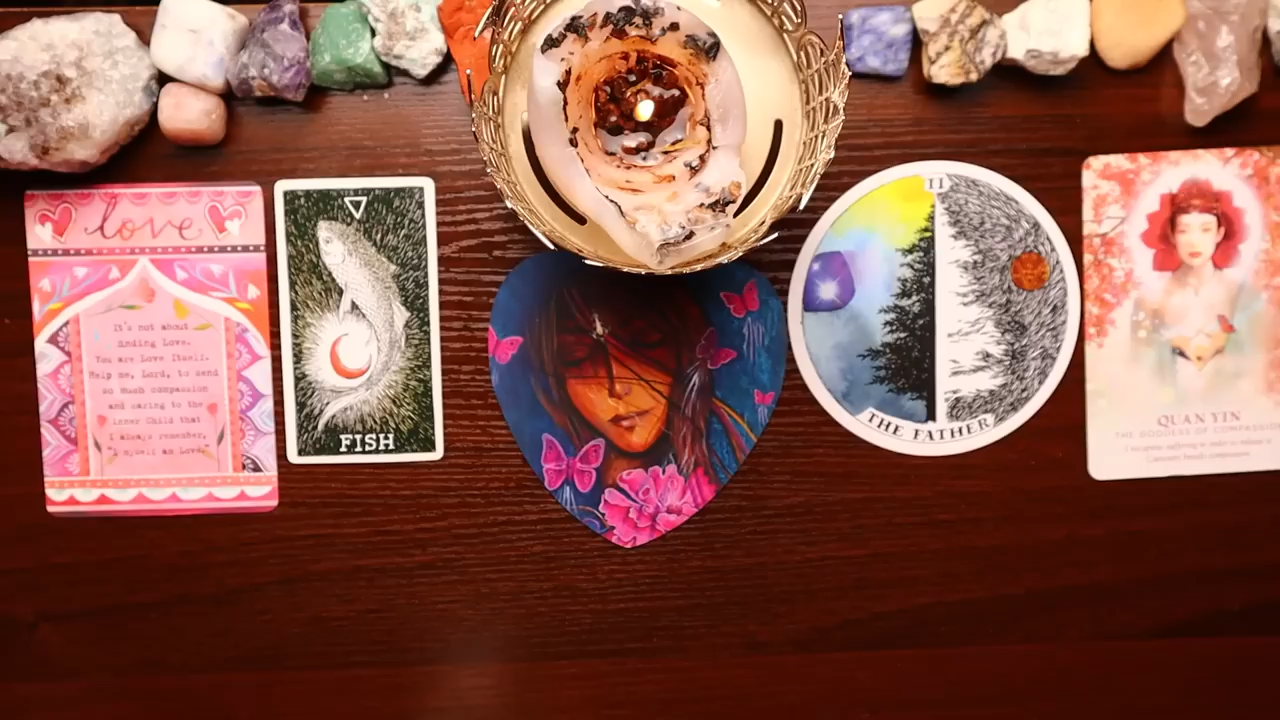 love
It's not about
finding Love.
You are Love Itself.
Help me, Lord, to send
so much compassion
and caring to the
Inner Child that
I always remember,
"I myself am Love."
FISH
II
THE FATHER
QUAN YIN
THE GODDESS OF COMPASSION